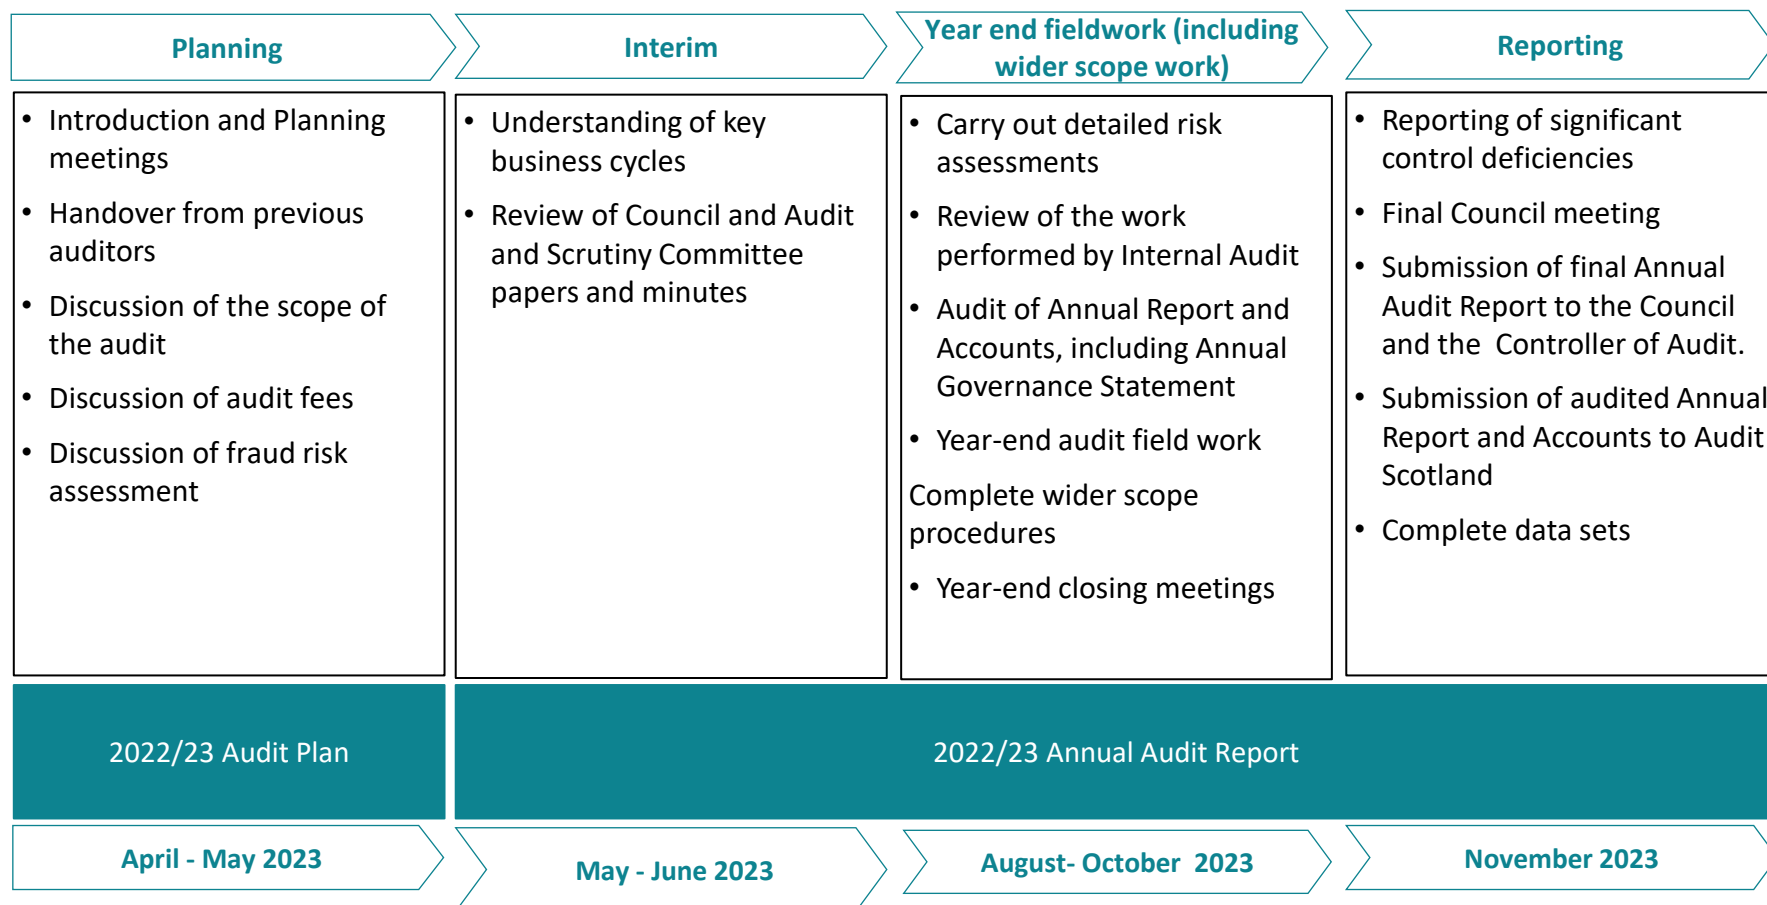 Planning
Interim
Year end fieldwork (including
wider scope work)
Reporting
• Introduction and Planning
meetings
• Handover from previous
auditors
• Discussion of the scope of
the audit
• Discussion of audit fees
• Discussion of fraud risk
assessment
• Understanding of key
business cycles
• Review of Council and Audit
and Scrutiny Committee
papers and minutes
• Carry out detailed risk
assessments
• Review of the work
performed by Internal Audit
• Audit of Annual Report and
Accounts, including Annual
Governance Statement
• Year-end audit field work
Complete wider scope
procedures
• Year-end closing meetings
• Reporting of significant
control deficiencies
• Final Council meeting
• Submission of final Annual
Audit Report to the Council
and the  Controller of Audit.
• Submission of audited Annual
Report and Accounts to Audit
Scotland
• Complete data sets
2022/23 Audit Plan
2022/23 Annual Audit Report
April - May 2023
May - June 2023
August- October  2023
November 2023